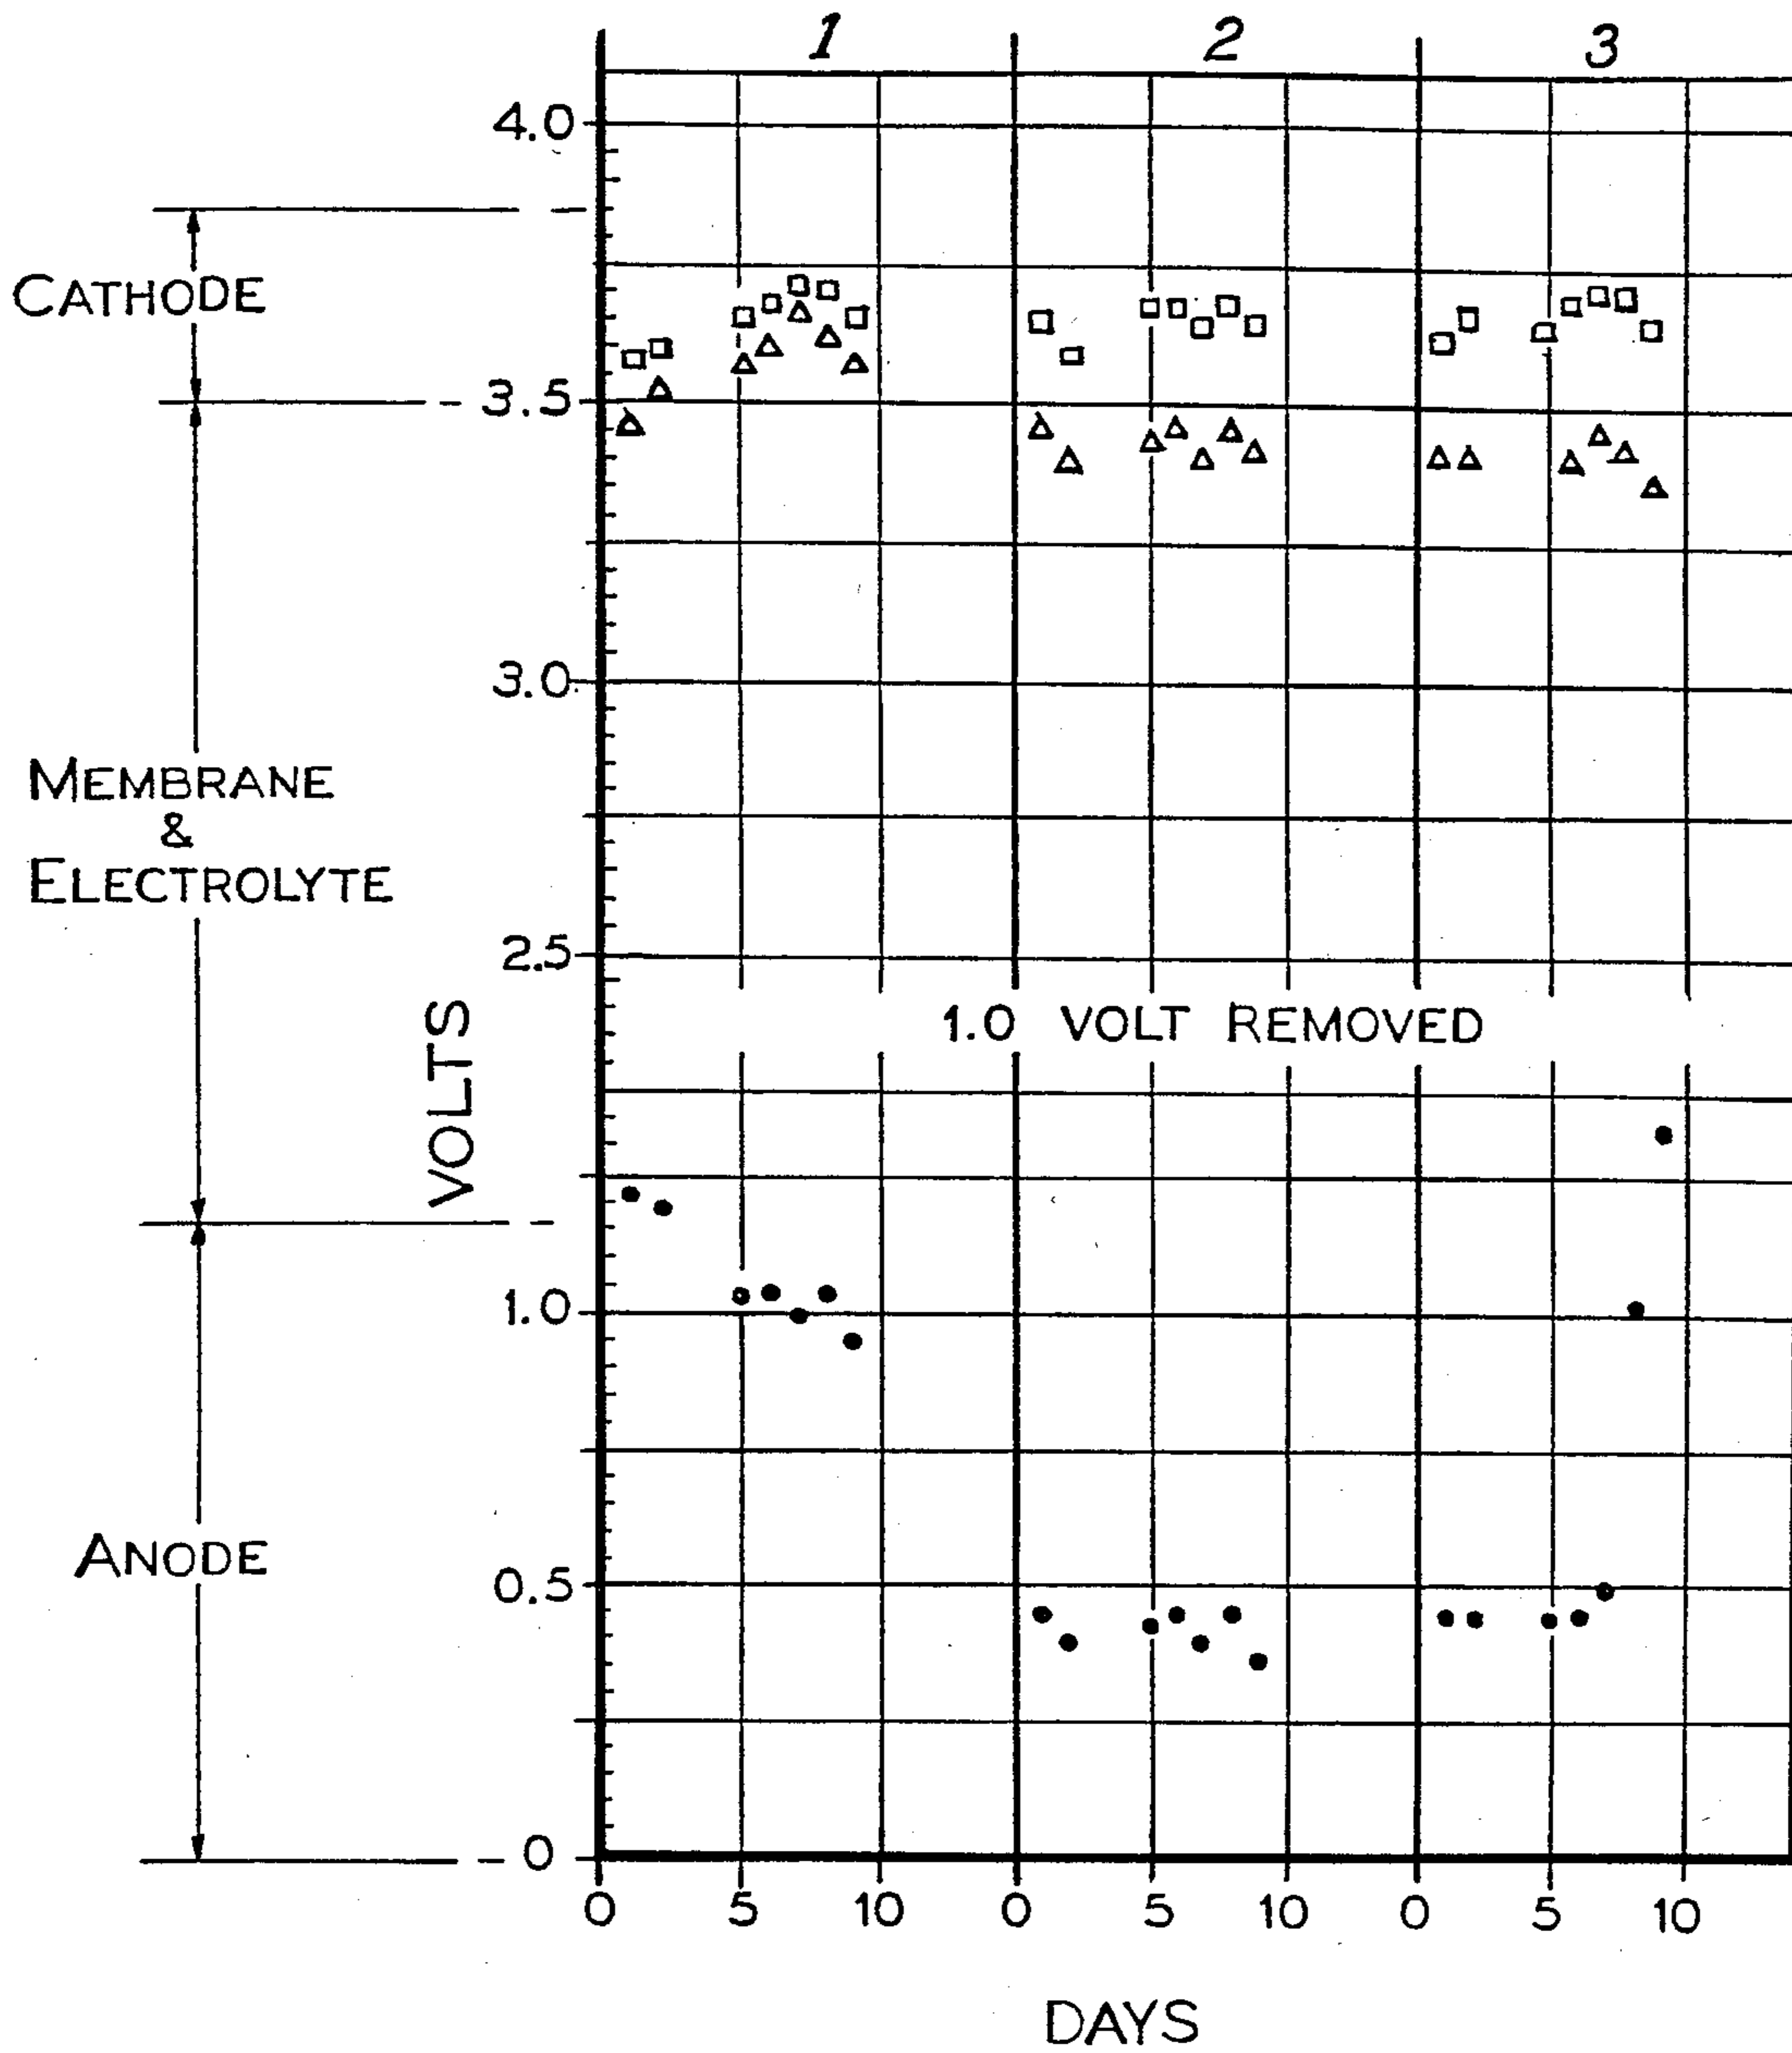 1 2 3
4.0
CATHODE
3.5
3.0
MEMBRANE
&
ELECTROLYTE
2.5
1.0 VOLT REMOVED
VOLTS
1.0
ANODE
0.5
0
0 5 10 0 5 10 0 5 10
DAYS